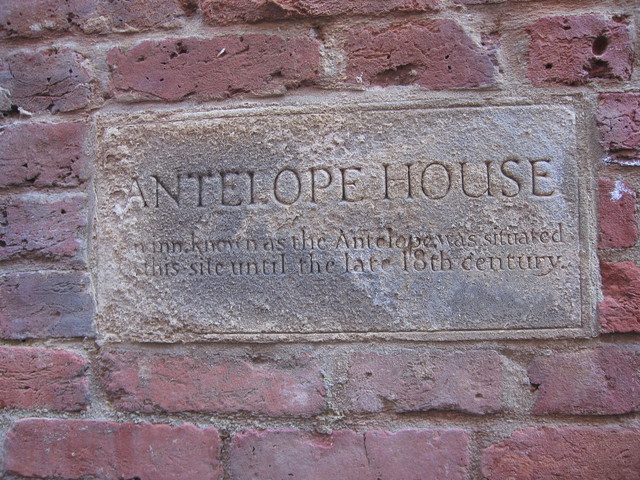 ANTELOPE HOUSE
inn, known as the Antelope, was situated
this site until the late 18th century.